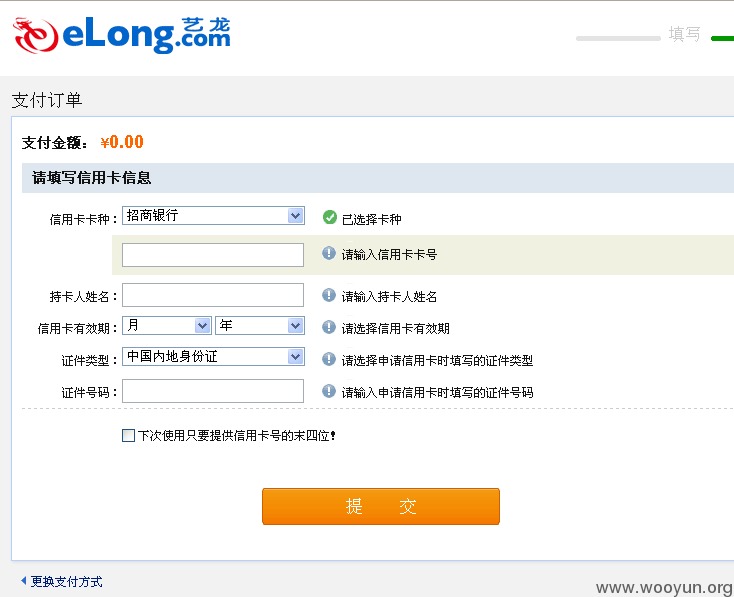 eLong艺龙.com
填写
支付订单
支付金额：¥0.00
请填写信用卡信息
信用卡卡种： 招商银行 已选择卡种
请输入信用卡卡号
持卡人姓名： 请输入持卡人姓名
信用卡有效期： 月 年 请选择信用卡有效期
证件类型： 中国内地身份证 请选择申请信用卡时填写的证件类型
证件号码： 请输入申请信用卡时填写的证件号码
下次使用只要提供信用卡号的末四位！
提 交
更换支付方式
www.wooyun.org